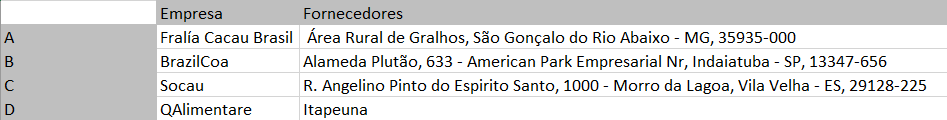 Empresa Fornecedores
A Fralía Cacau Brasil Área Rural de Gralhos, São Gonçalo do Rio Abaixo - MG, 35935-000
B BrazilCoa Alameda Plutão, 633 - American Park Empresarial Nr, Indaiatuba - SP, 13347-656
C Socau R. Angelino Pinto do Espirito Santo, 1000 - Morro da Lagoa, Vila Velha - ES, 29128-225
D QAlimentare Itapeuna